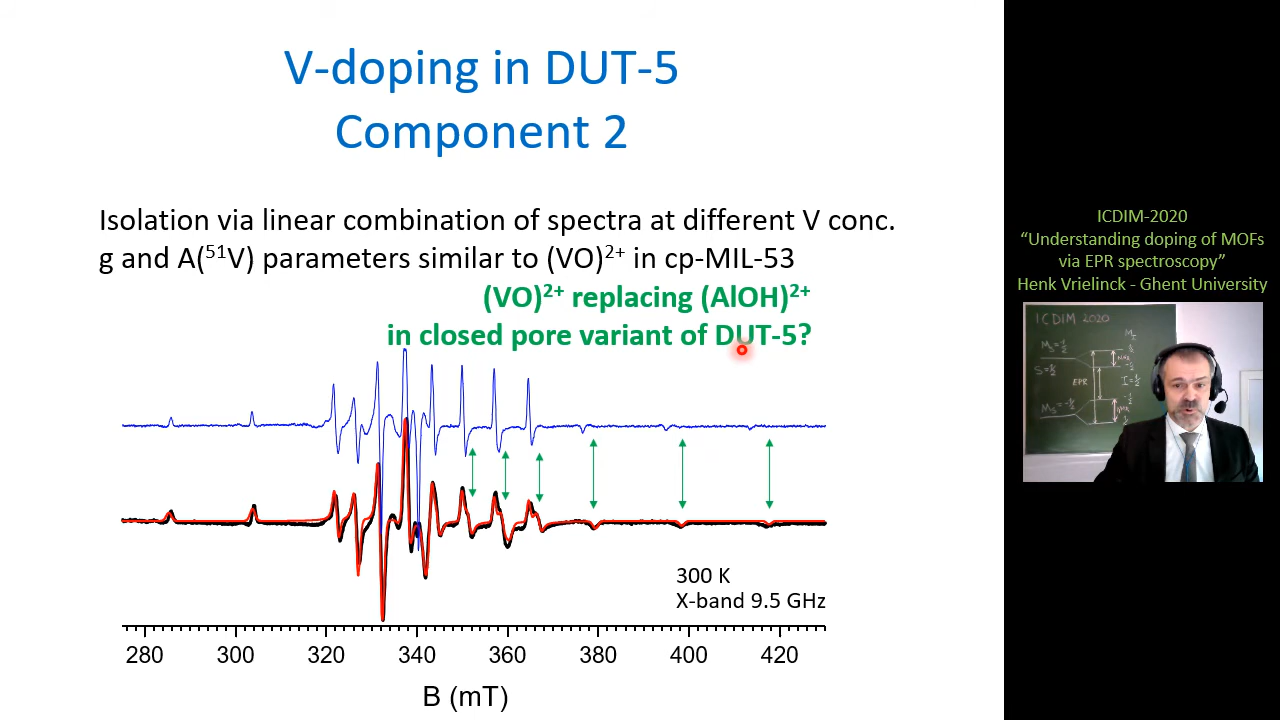 V-doping in DUT-5
Component 2
Isolation via linear combination of spectra at different V conc.
g and A(⁵¹V) parameters similar to (VO)²⁺ in cp-MIL-53
(VO)²⁺ replacing (AlOH)²⁺
in closed pore variant of DUT-5?
300 K
X-band 9.5 GHz
280 300 320 340 360 380 400 420
B (mT)
ICDIM-2020
“Understanding doping of MOFs
via EPR spectroscopy”
Henk Vrielinck - Ghent University
ICDIM 2020
EPR